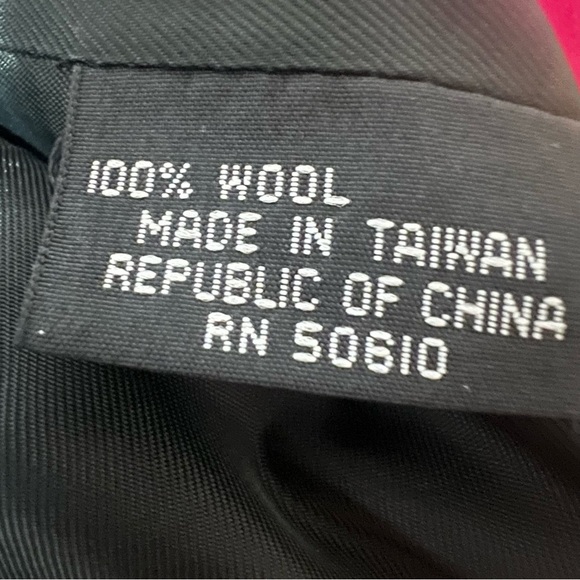 100% WOOL
MADE IN TAIWAN
REPUBLIC OF CHINA
RN 50610